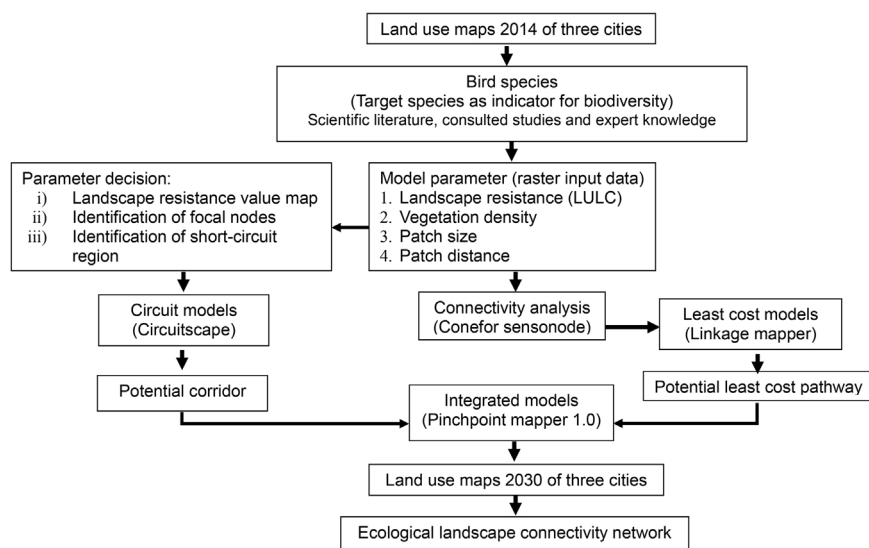 Land use maps 2014 of three cities
Bird species
(Target species as indicator for biodiversity)
Scientific literature, consulted studies and expert knowledge
Parameter decision:
i) Landscape resistance value map
ii) Identification of focal nodes
iii) Identification of short-circuit
region
Model parameter (raster input data)
1. Landscape resistance (LULC)
2. Vegetation density
3. Patch size
4. Patch distance
Circuit models
(Circuitscape)
Connectivity analysis
(Conefor sensonode)
Least cost models
(Linkage mapper)
Potential corridor
Integrated models
(Pinchpoint mapper 1.0)
Potential least cost pathway
Land use maps 2030 of three cities
Ecological landscape connectivity network